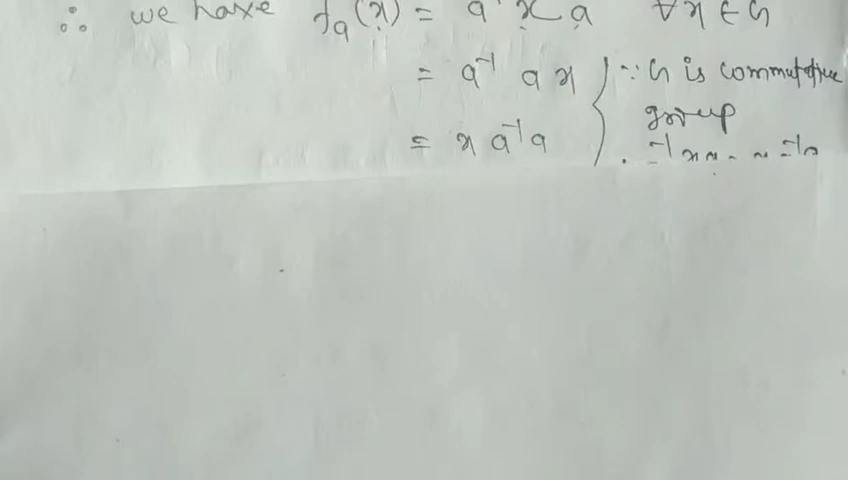 ∴ we have f_a(x) = a⁻¹ x a ∀ x ∈ G
= a⁻¹ a x { ∵ G is commutative
group
= x a⁻¹ a